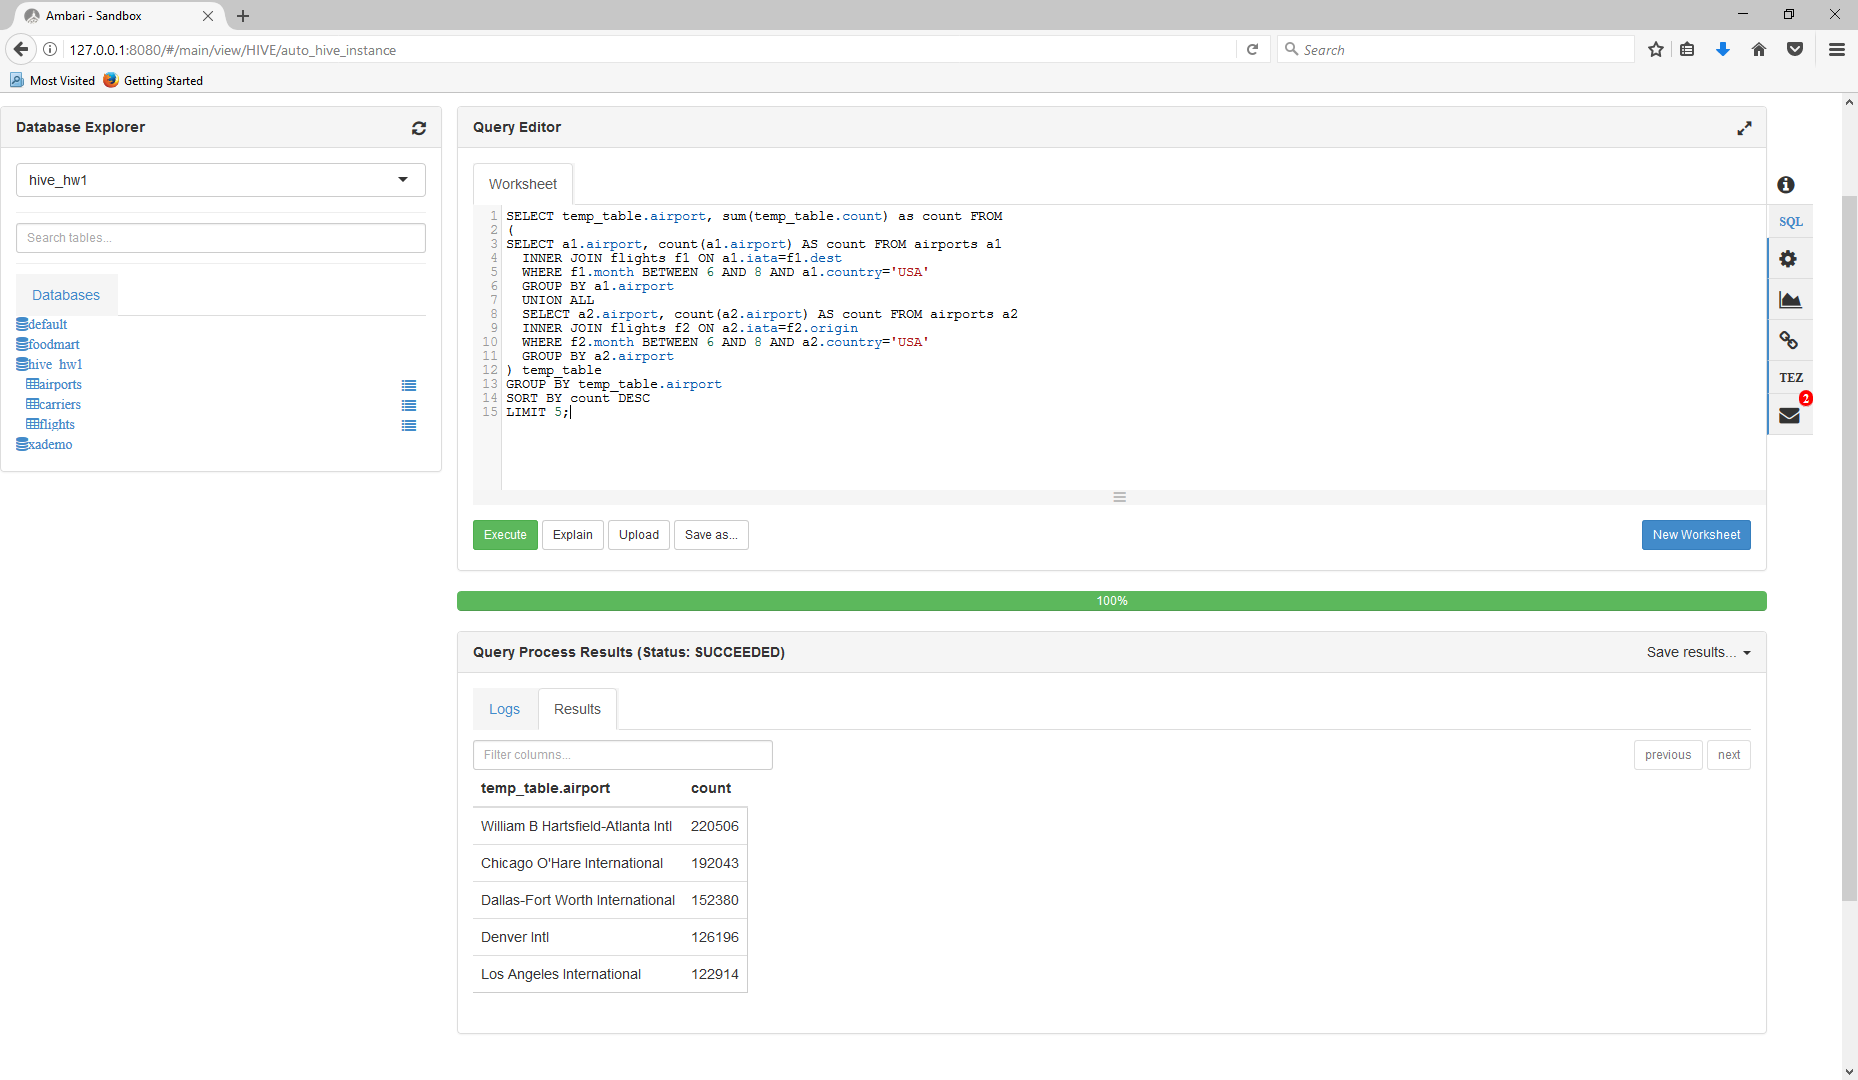 Ambari - Sandbox
127.0.0.1:8080/#/main/view/HIVE/auto_hive_instance
Search
Most Visited
Getting Started
Database Explorer
hive_hw1
Search tables...
Databases
default
foodmart
hive_hw1
airports
carriers
flights
xademo
Query Editor
Worksheet
1 SELECT temp_table.airport, sum(temp_table.count) as count FROM
2 (
3 SELECT a1.airport, count(a1.airport) AS count FROM airports a1
4 INNER JOIN flights f1 ON a1.iata=f1.dest
5 WHERE f1.month BETWEEN 6 AND 8 AND a1.country='USA'
6 GROUP BY a1.airport
7 UNION ALL
8 SELECT a2.airport, count(a2.airport) AS count FROM airports a2
9 INNER JOIN flights f2 ON a2.iata=f2.origin
10 WHERE f2.month BETWEEN 6 AND 8 AND a2.country='USA'
11 GROUP BY a2.airport
12 ) temp_table
13 GROUP BY temp_table.airport
14 SORT BY count DESC
15 LIMIT 5;
Execute
Explain
Upload
Save as...
New Worksheet
SQL
TEZ
2
100%
Query Process Results (Status: SUCCEEDED)
Save results...
Logs
Results
Filter columns...
previous
next
temp_table.airport count
William B Hartsfield-Atlanta Intl 220506
Chicago O'Hare International 192043
Dallas-Fort Worth International 152380
Denver Intl 126196
Los Angeles International 122914